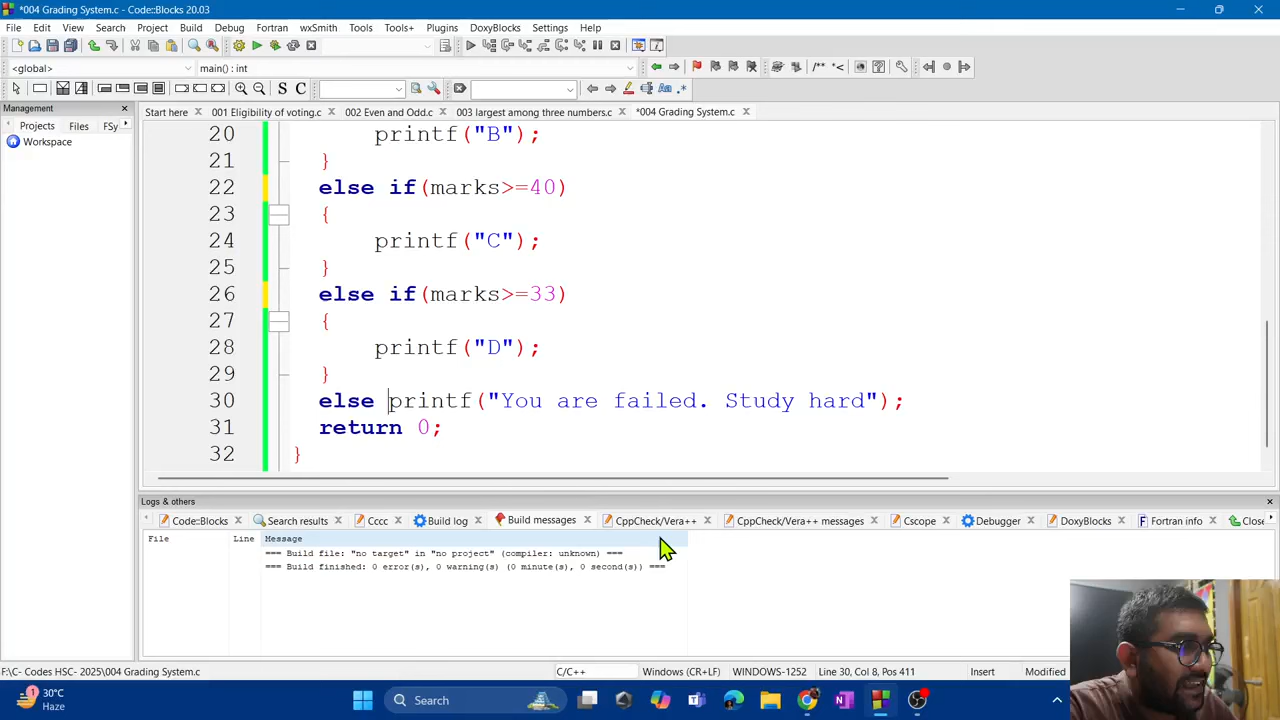 *004 Grading System.c - Code::Blocks 20.03
File Edit View Search Project Build Debug Fortran wxSmith Tools Tools+ Plugins DoxyBlocks Settings Help
<global> main() : int
S C
Management
Start here 001 Eligibility of voting.c 002 Even and Odd.c 003 largest among three numbers.c *004 Grading System.c
Projects Files FSy
Workspace
20 printf("B");
21 }
22 else if(marks>=40)
23 {
24 printf("C");
25 }
26 else if(marks>=33)
27 {
28 printf("D");
29 }
30 else printf("You are failed. Study hard");
31 return 0;
32 }
Logs & others
Code::Blocks Search results Cccc Build log Build messages CppCheck/Vera++ CppCheck/Vera++ messages Cscope Debugger DoxyBlocks Fortran info Close
File Line Message
=== Build file: "no target" in "no project" (compiler: unknown) ===
=== Build finished: 0 error(s), 0 warning(s) (0 minute(s), 0 second(s)) ===
F:\C- Codes HSC- 2025\004 Grading System.c C/C++ Windows (CR+LF) WINDOWS-1252 Line 30, Col 8, Pos 411 Insert Modified
1
30°C
Haze
Search